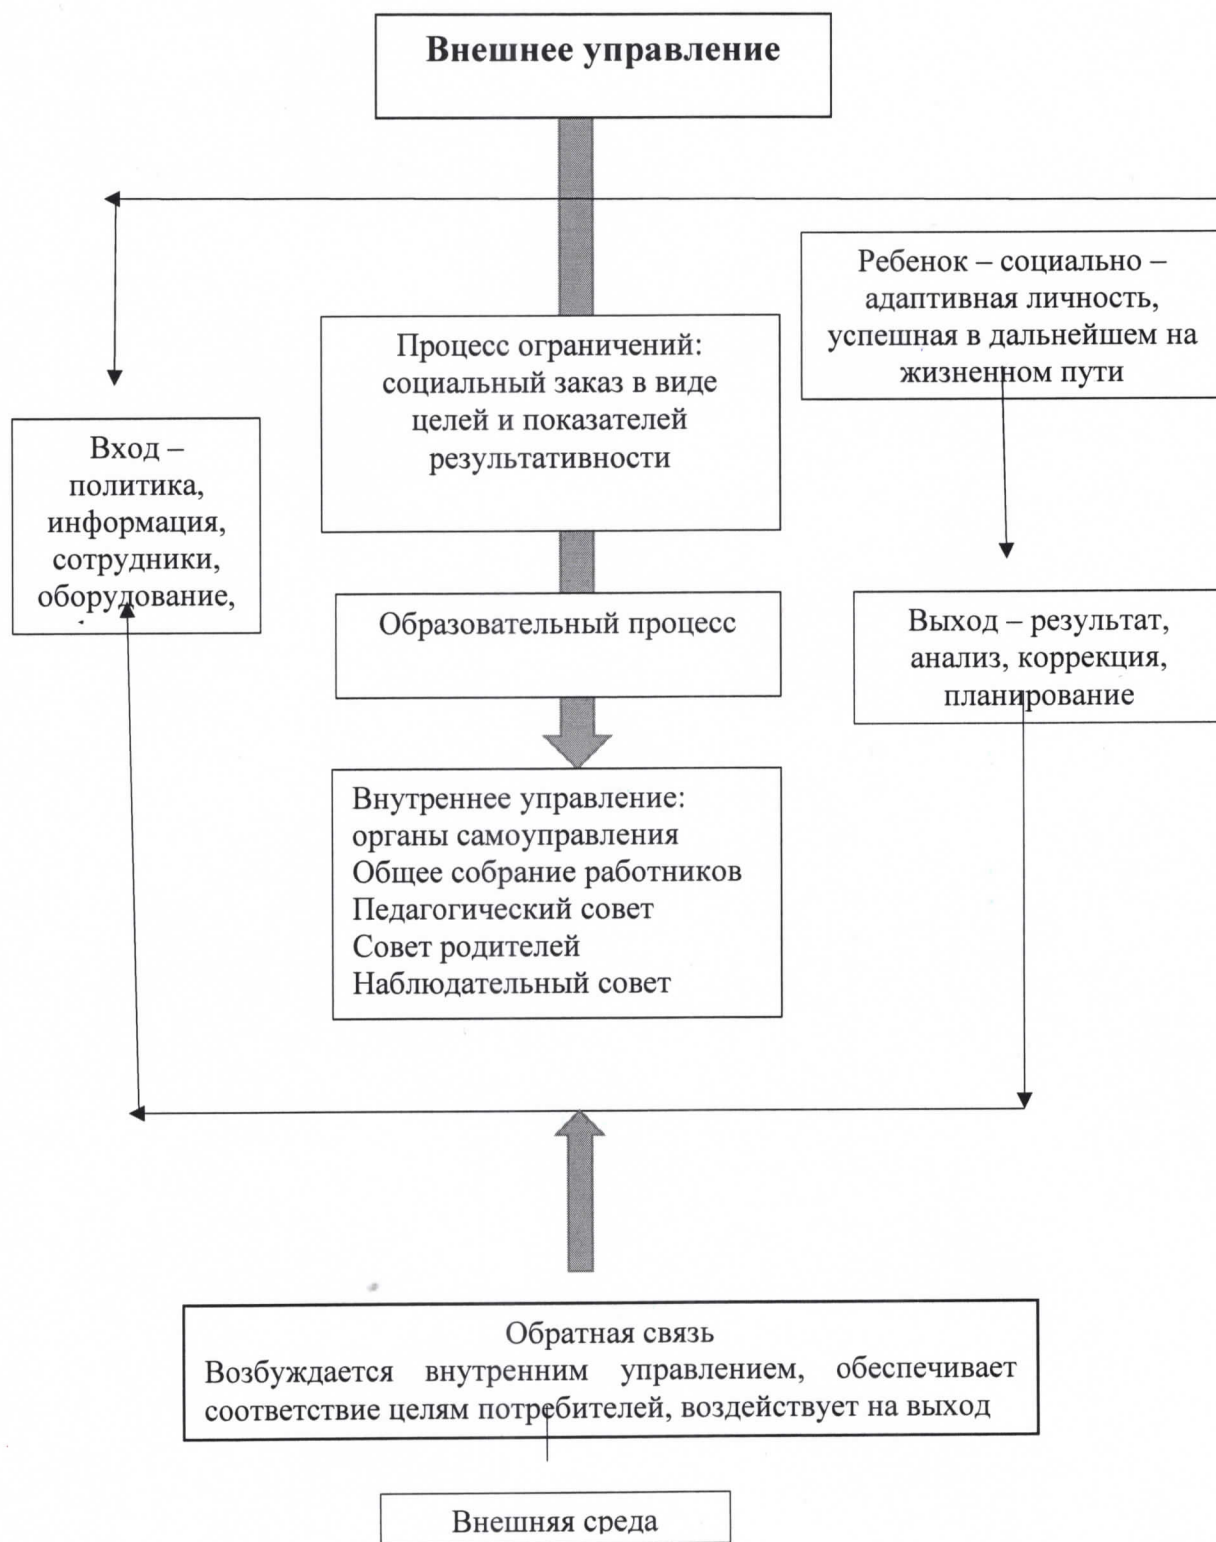 Внешнее управление
Ребенок – социально –
адаптивная личность,
успешная в дальнейшем на
жизненном пути
Процесс ограничений:
социальный заказ в виде
целей и показателей
результативности
Вход –
политика,
информация,
сотрудники,
оборудование,
Образовательный процесс
Выход – результат,
анализ, коррекция,
планирование
Внутреннее управление:
органы самоуправления
Общее собрание работников
Педагогический совет
Совет родителей
Наблюдательный совет
Обратная связь
Возбуждается внутренним управлением, обеспечивает
соответствие целям потребителей, воздействует на выход
Внешняя среда